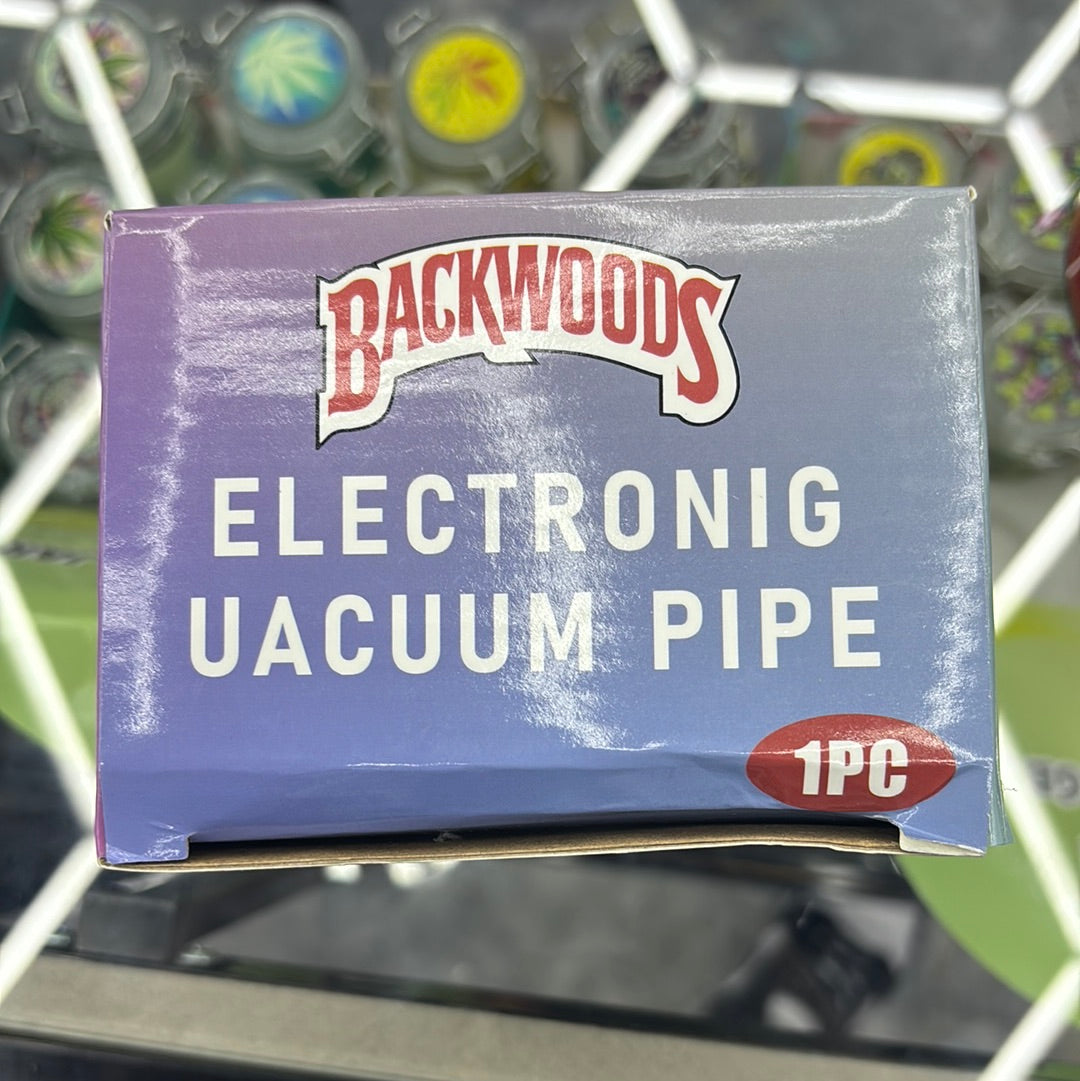 BACKWOODS
ELECTRONIG
UACUUM PIPE
1PC